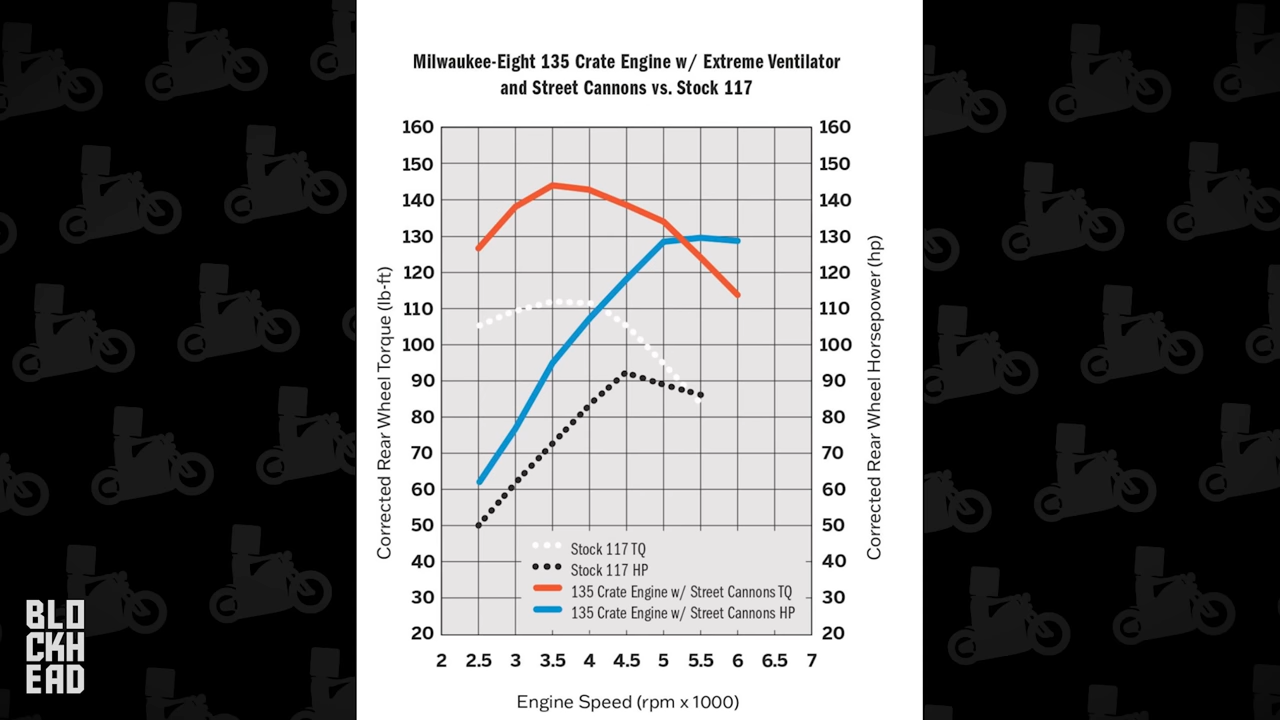 Milwaukee-Eight 135 Crate Engine w/ Extreme Ventilator
and Street Cannons vs. Stock 117
160
150
140
130
120
110
100
90
80
70
60
50
40
30
20
Corrected Rear Wheel Torque (lb-ft)
160
150
140
130
120
110
100
90
80
70
60
50
40
30
20
Corrected Rear Wheel Horsepower (hp)
Stock 117 TQ
Stock 117 HP
135 Crate Engine w/ Street Cannons TQ
135 Crate Engine w/ Street Cannons HP
2 2.5 3 3.5 4 4.5 5 5.5 6 6.5 7
Engine Speed (rpm x 1000)
BLO
CKH
EAD